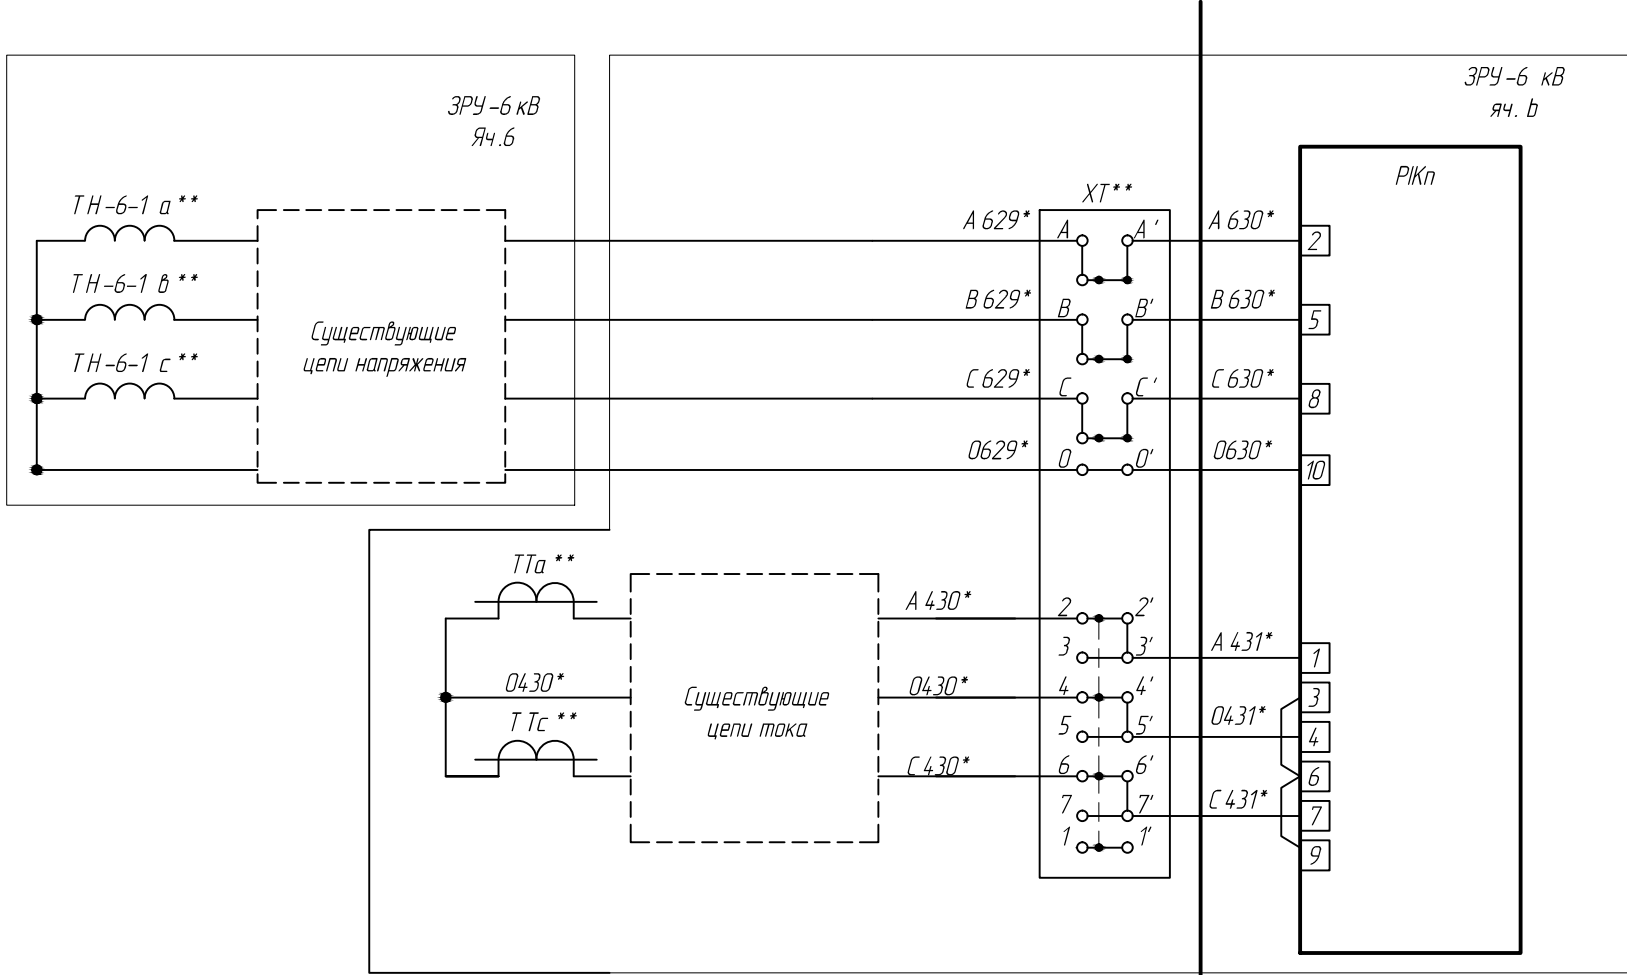 ЗРУ-6 кВ
Яч.6
ЗРУ-6 кВ
яч. b
PIKn
ТН-6-1 а**
ТН-6-1 в**
ТН-6-1 с**
Существующие
цепи напряжения
А 629*
В 629*
С 629*
0629*
ХТ**
А А'
В В'
С С'
0 0'
А 630*
В 630*
С 630*
0630*
2
5
8
10
ТТа**
0430*
ТТс**
Существующие
цепи тока
А 430*
0430*
С 430*
2 2'
3 3'
4 4'
5 5'
6 6'
7 7'
1 1'
А 431*
0431*
С 431*
1
3
4
6
7
9